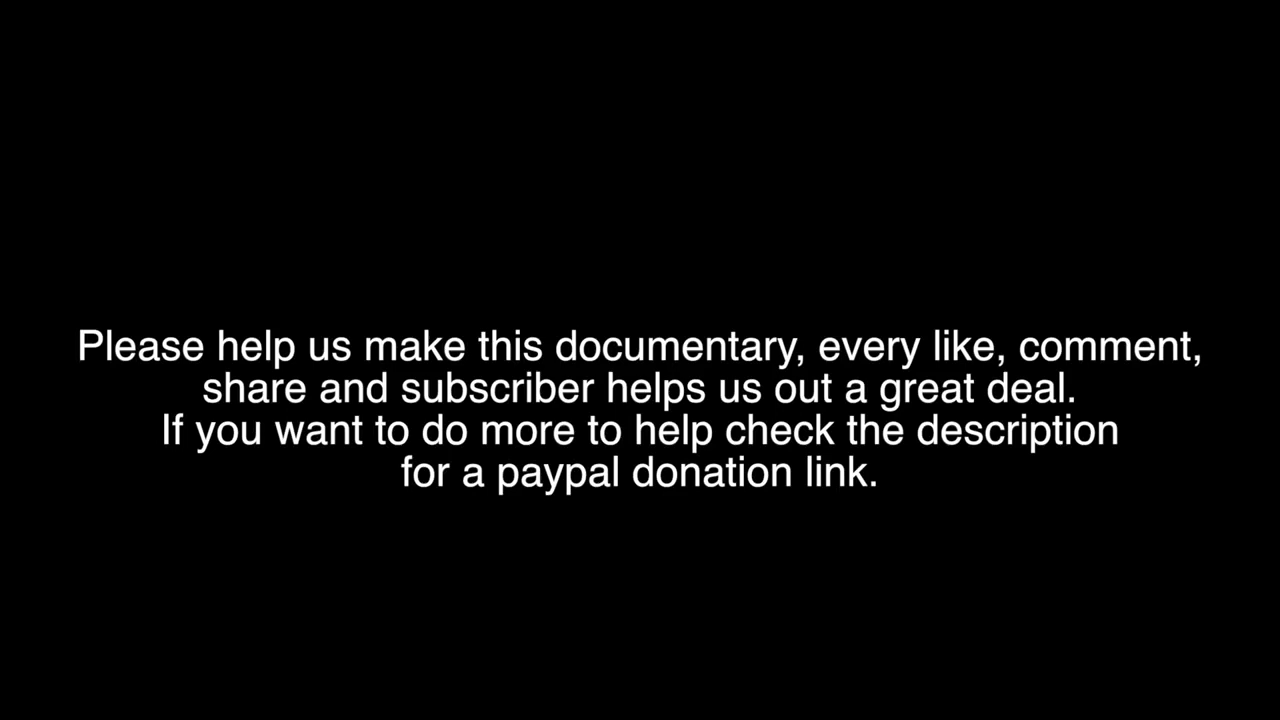 Please help us make this documentary, every like, comment,
share and subscriber helps us out a great deal.
If you want to do more to help check the description
for a paypal donation link.